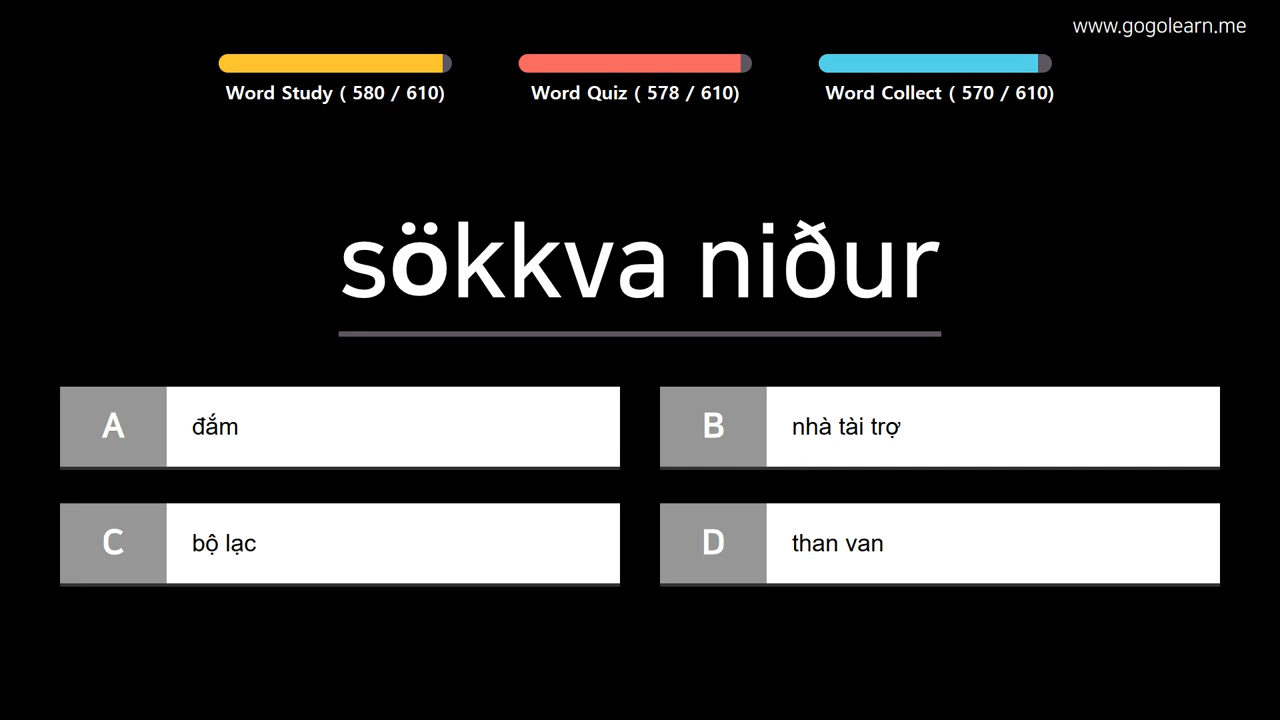 www.gogolearn.me
Word Study ( 580 / 610)
Word Quiz ( 578 / 610)
Word Collect ( 570 / 610)
sökkva niður
A
đắm
B
nhà tài trợ
C
bộ lạc
D
than van